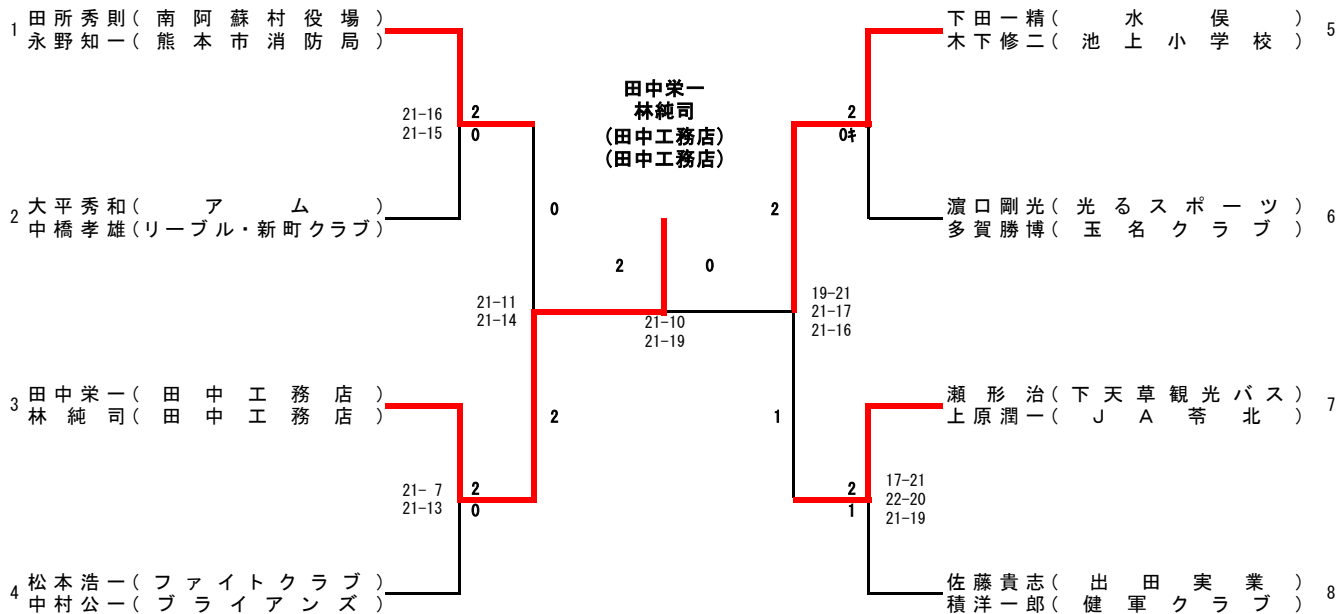 1 田所秀則(南阿蘇村役場)
永野知一(熊本市消防局)
21-16
21-15
2
0
2 大平秀和(アム)
中橋孝雄(リーブル・新町クラブ)
0
21-11
21-14
3 田中栄一(田中工務店)
林純司(田中工務店)
2
21- 7
21-13
2
0
4 松本浩一(ファイトクラブ)
中村公一(ブライアンズ)
田中栄一
林純司
(田中工務店)
(田中工務店)
2 0
21-10
21-19
下田一精(水俣) 5
木下修二(池上小学校)
2
0ｷ
濵口剛光(光るスポーツ) 6
多賀勝博(玉名クラブ)
2
19-21
21-17
21-16
瀬形治(下天草観光バス) 7
上原潤一(JA苓北)
1
2
1
17-21
22-20
21-19
佐藤貴志(出田実業) 8
積洋一郎(健軍クラブ)